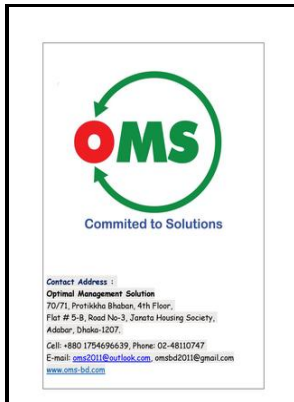 OMS
Commited to Solutions
Contact Address :
Optimal Management Solution
70/71, Protikkha Bhaban, 4th Floor,
Flat # 5-B, Road No-3, Janata Housing Society,
Adabar, Dhaka-1207.
Cell: +880 1754696639, Phone: 02-48110747
E-mail: oms2011@outlook.com, omsbd2011@gmail.com
www.oms-bd.com